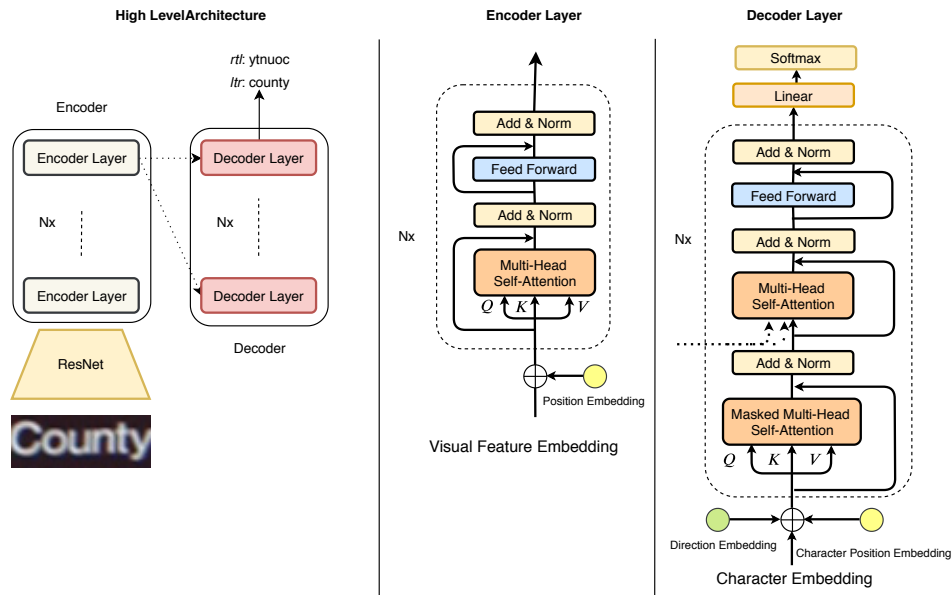 High LevelArchitecture
rtl: ytnuoc
ltr: county
Encoder
Encoder Layer
Decoder Layer
Nx
Nx
Encoder Layer
Decoder Layer
Decoder
ResNet
County
Encoder Layer
Add & Norm
Feed Forward
Add & Norm
Nx
Multi-Head
Self-Attention
Q K V
Position Embedding
Visual Feature Embedding
Decoder Layer
Softmax
Linear
Add & Norm
Feed Forward
Nx
Add & Norm
Multi-Head
Self-Attention
Add & Norm
Masked Multi-Head
Self-Attention
Q K V
Direction Embedding
Character Position Embedding
Character Embedding